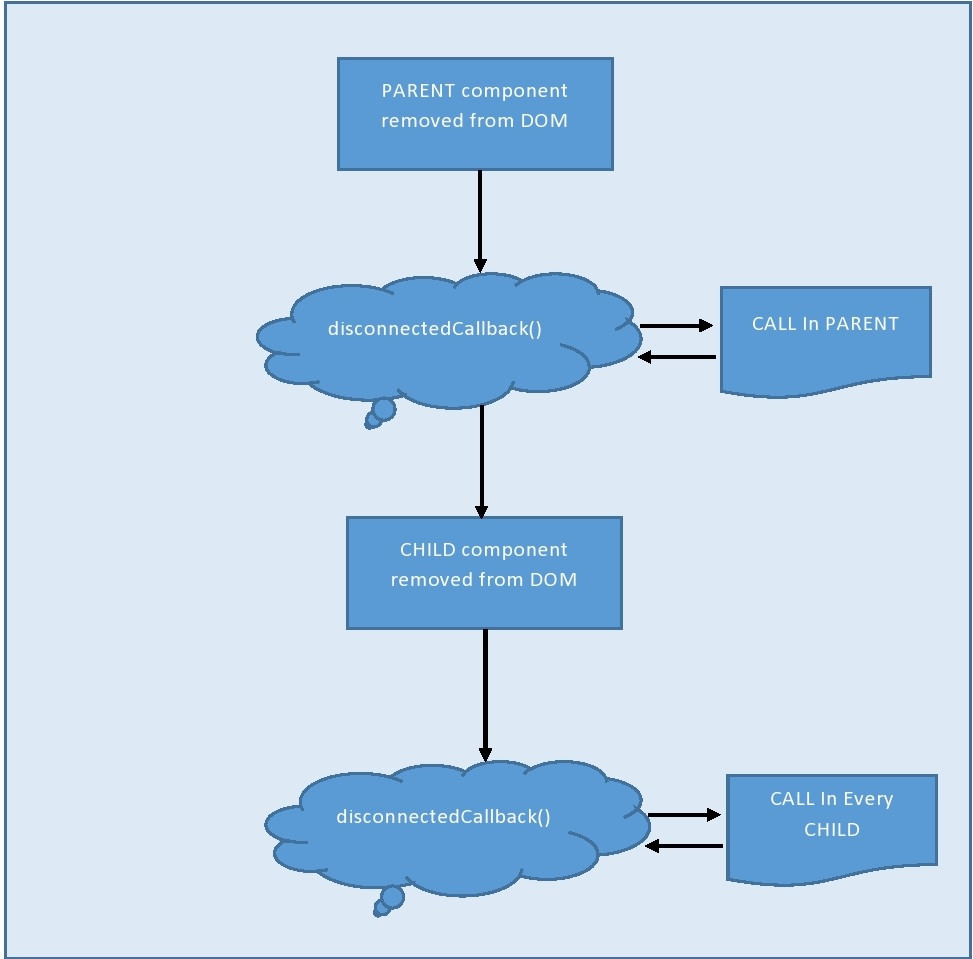 PARENT component
removed from DOM
disconnectedCallback()
CALL In PARENT
CHILD component
removed from DOM
disconnectedCallback()
CALL In Every
CHILD